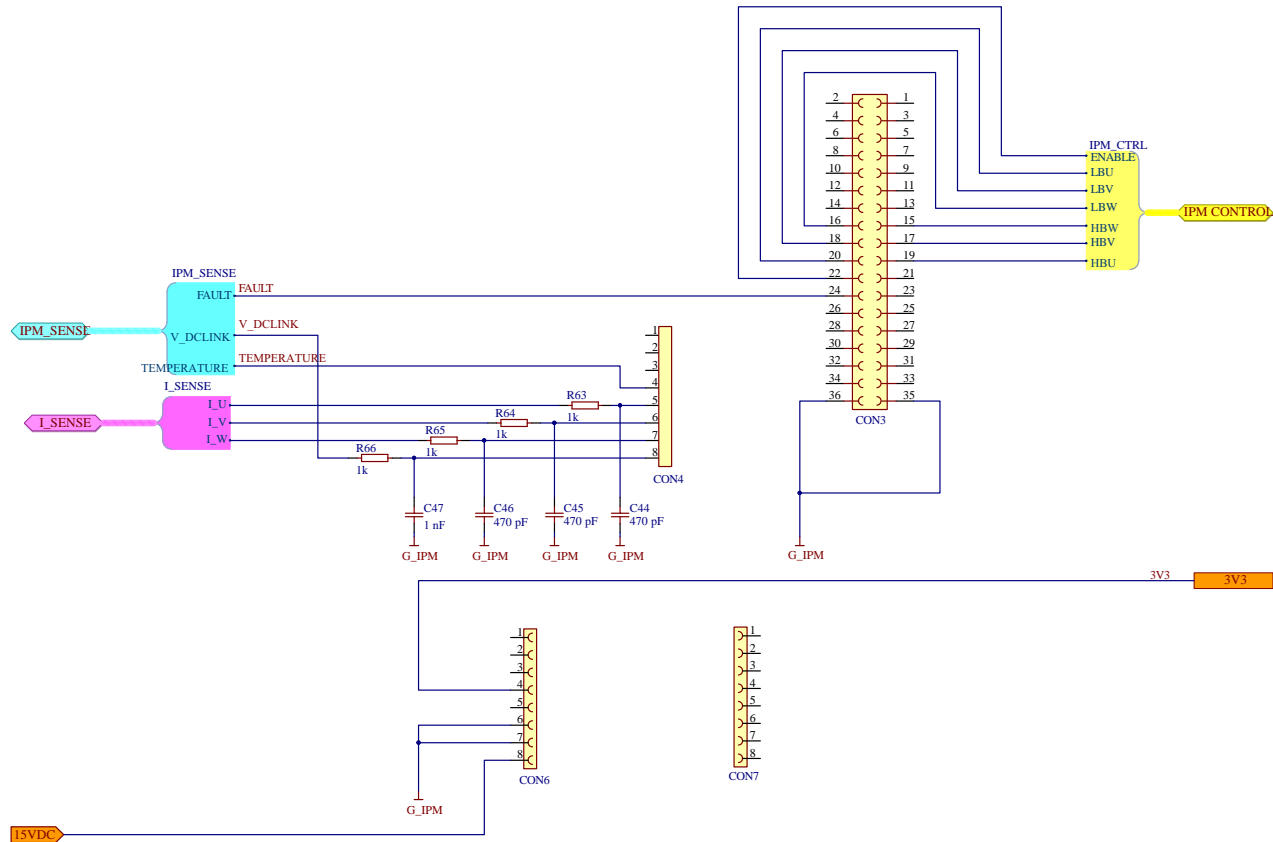 2 1
4 3
6 5
8 7
10 9
12 11
14 13
16 15
18 17
20 19
22 21
24 23
26 25
28 27
30 29
32 31
34 33
36 35
CON3
IPM_CTRL
ENABLE
LBU
LBV
LBW
HBW
HBV
HBU
IPM CONTROL
IPM_SENSE
FAULT FAULT
IPM_SENSE
V_DCLINK V_DCLINK
TEMPERATURE TEMPERATURE
I_SENSE
I_SENSE
I_U
I_V
I_W
1
2
3
4
5
6
7
8
CON4
R63
1k
R64
1k
R65
1k
R66
1k
C47
1 nF
C46
470 pF
C45
470 pF
C44
470 pF
G_IPM G_IPM G_IPM G_IPM
G_IPM
3V3 3V3
1
2
3
4
5
6
7
8
CON6
1
2
3
4
5
6
7
8
CON7
G_IPM
15VDC